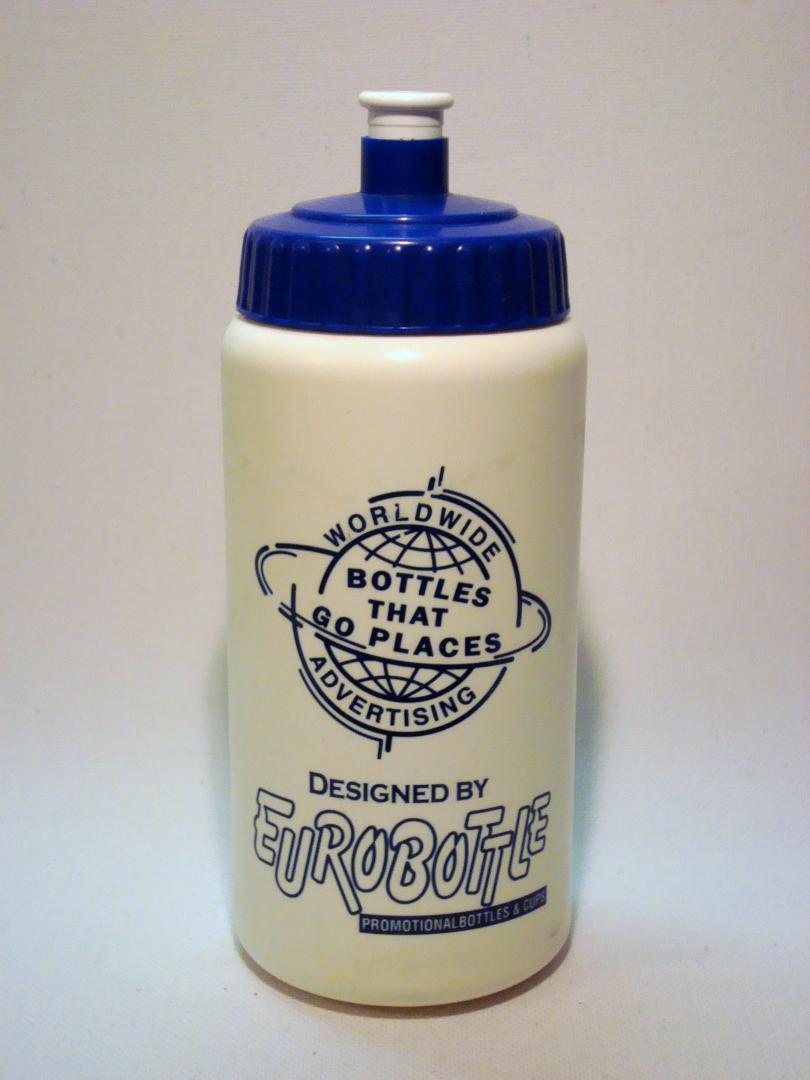 WORLDWIDE
BOTTLES
THAT
GO PLACES
ADVERTISING
DESIGNED BY
EUROBOTTLE
PROMOTIONALBOTTLES & CUPS